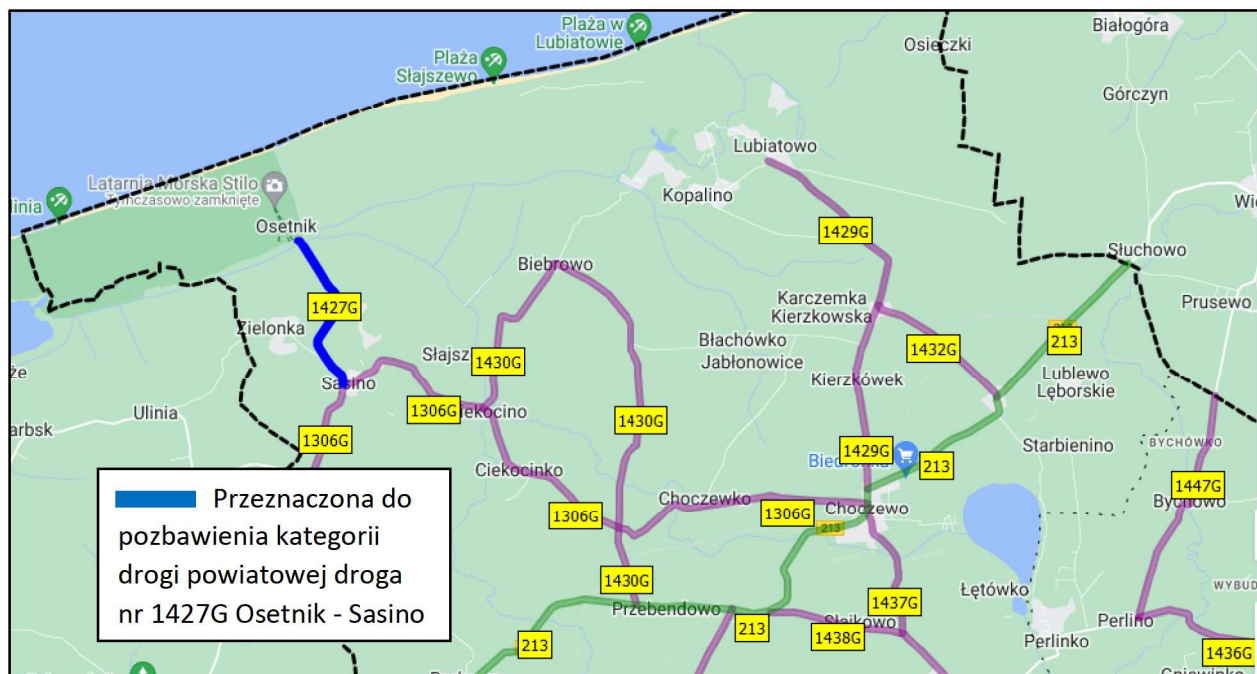 Plaża w
Lubiatowie
Białogóra
Osieczki
Plaża
Słajszewo
Górczyn
Lubiatowo
Latarnia Morska Stilo
Tymczasowo zamknięte
Kopalino
Osetnik
1429G
Słuchowo
Biebrowo
Karczemka
Kierzkowska
Prusewo
1427G
Zielonka
Błachówko
Jabłonowice
1432G
213
1430G
Kierzkówek
Lublewo
Lęborskie
Sasino
1306G
Ulinia
1430G
Starbienino
BYCHÓWKO
1306G
1429G
213
Ciekocinko
1447G
Bychowo
Choczewko
1306G
Choczewo
1306G
213
1430G
Przebendowo
1437G
Łętówko
213
1438G
Perlinko
Perlino
213
1436G
Przeznaczona do
pozbawienia kategorii
drogi powiatowej droga
nr 1427G Osetnik - Sasino